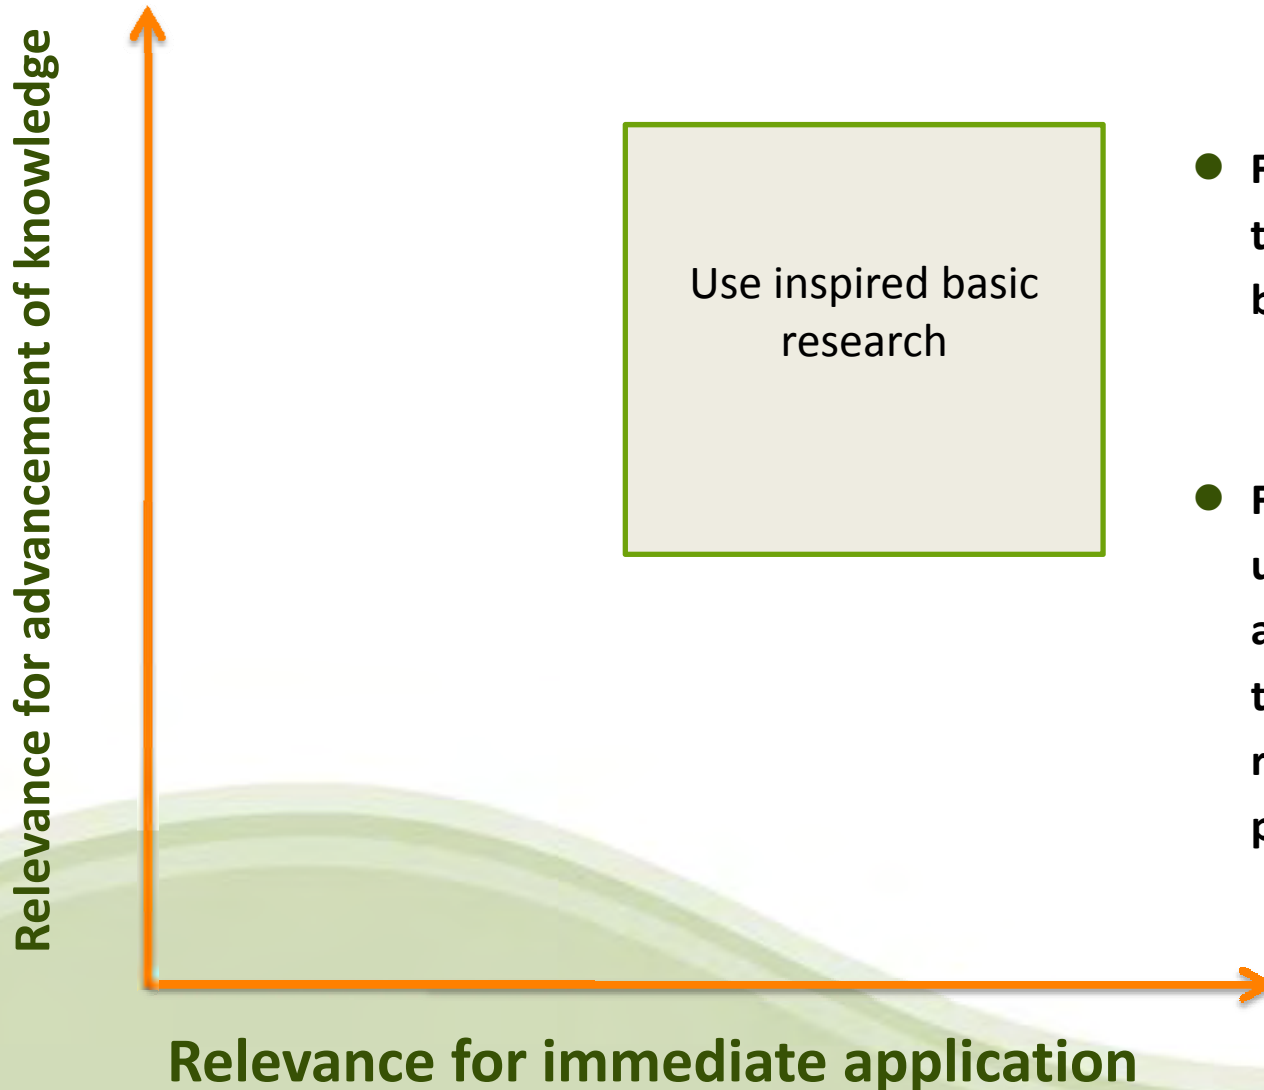 Relevance for advancement of knowledge
Use inspired basic
research
Relevance for immediate application